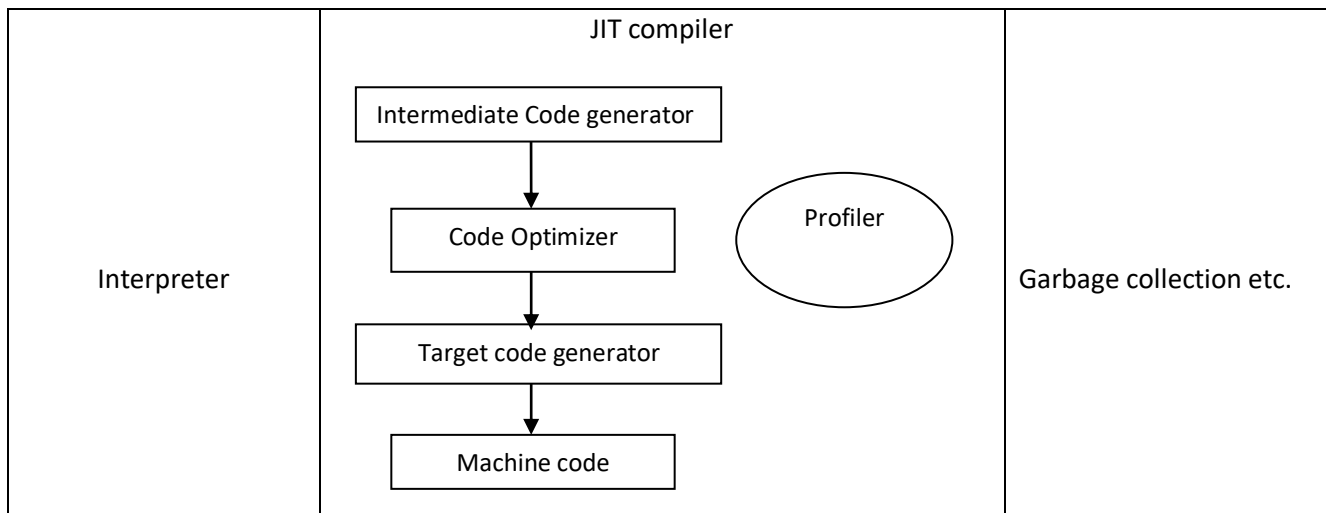 JIT compiler
Intermediate Code generator
Profiler
Code Optimizer
Interpreter
Garbage collection etc.
Target code generator
Machine code